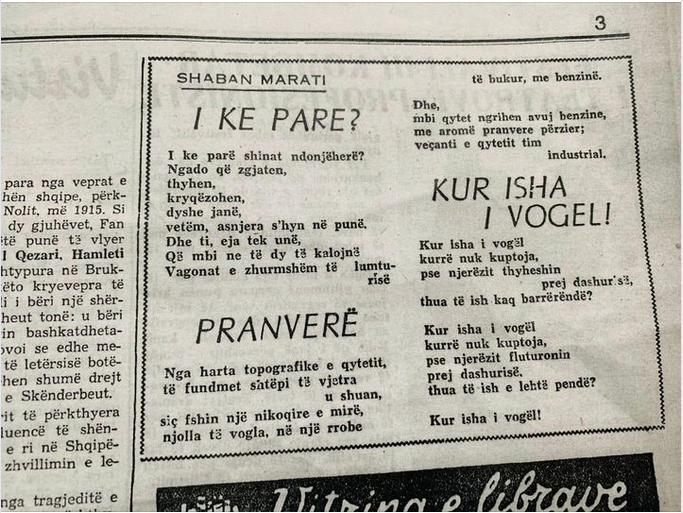 3
para nga veprat e
hën shqipe, përk-
Nolit, më 1915. Si
dy gjuhëvet, Fan
itë punë të vlyer
l Qezari, Hamleti
htypura në Bruk-
ëto kryevepra të
li i bëri një shër-
heut tonë: u bëri
in bashkatdheta-
ovoi se edhe me-
të letërsisë botë-
hen shumë drejt
e Skënderbeut.
rit të përkthyera
luencë të shën-
e ri në Shqipë-
zhvillimin e le-
nga tragjeditë e
SHABAN MARATI
I KE PARE?
I ke parë shinat ndonjëherë?
Ngado që zgjaten,
thyhen,
kryqëzohen,
dyshe janë,
vetëm, asnjera s'hyn në punë.
Dhe ti, eja tek unë,
Që mbi ne të dy të kalojnë
Vagonat e zhurmshëm të lumtu-
risë
PRANVERË
Nga harta topografike e qytetit,
të fundmet shtëpi të vjetra
u shuan,
siç fshin një nikoqire e mirë,
njolla të vogla, në një rrobe
të bukur, me benzinë.
Dhe,
mbi qytet ngrihen avuj benzine,
me aromë pranvere përzier;
veçanti e qytetit tim
industrial.
KUR ISHA
I VOGEL!
Kur isha i vogël
kurrë nuk kuptoja,
pse njerëzit thyheshin
prej dashurisë,
thua të ish kaq barrërëndë?
Kur isha i vogël
kurrë nuk kuptoja,
pse njerëzit fluturonin
prej dashurisë.
thua të ish e lehtë pendë?
Kur isha i vogël!
Vitrina e librave